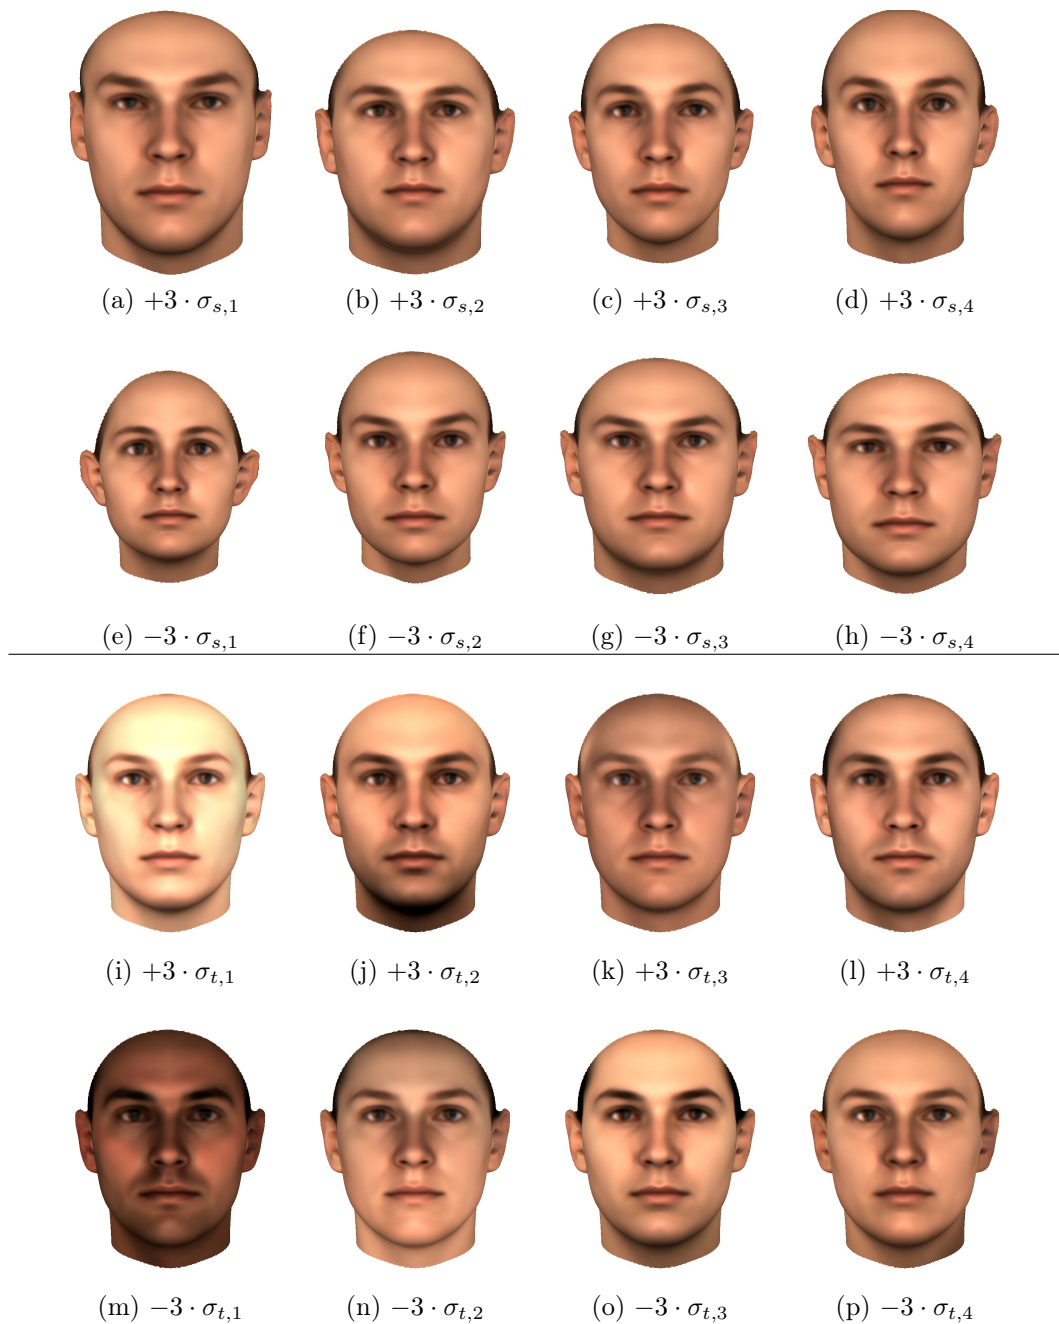 (a) +3 · σs,1 (b) +3 · σs,2 (c) +3 · σs,3 (d) +3 · σs,4
(e) −3 · σs,1 (f) −3 · σs,2 (g) −3 · σs,3 (h) −3 · σs,4
(i) +3 · σt,1 (j) +3 · σt,2 (k) +3 · σt,3 (l) +3 · σt,4
(m) −3 · σt,1 (n) −3 · σt,2 (o) −3 · σt,3 (p) −3 · σt,4